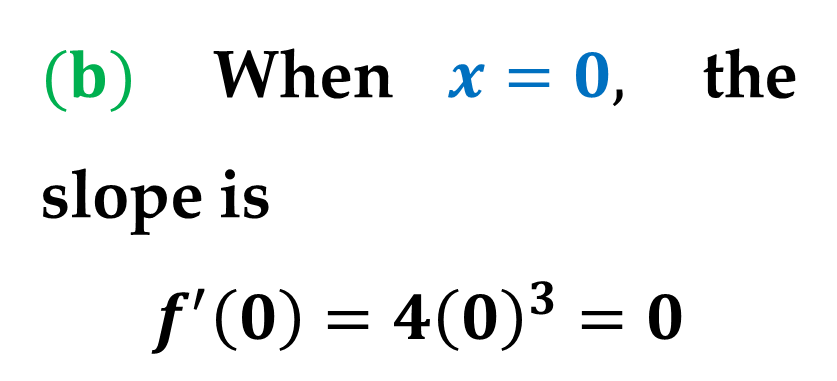 (b) When x = 0, the
slope is
f′(0) = 4(0)³ = 0